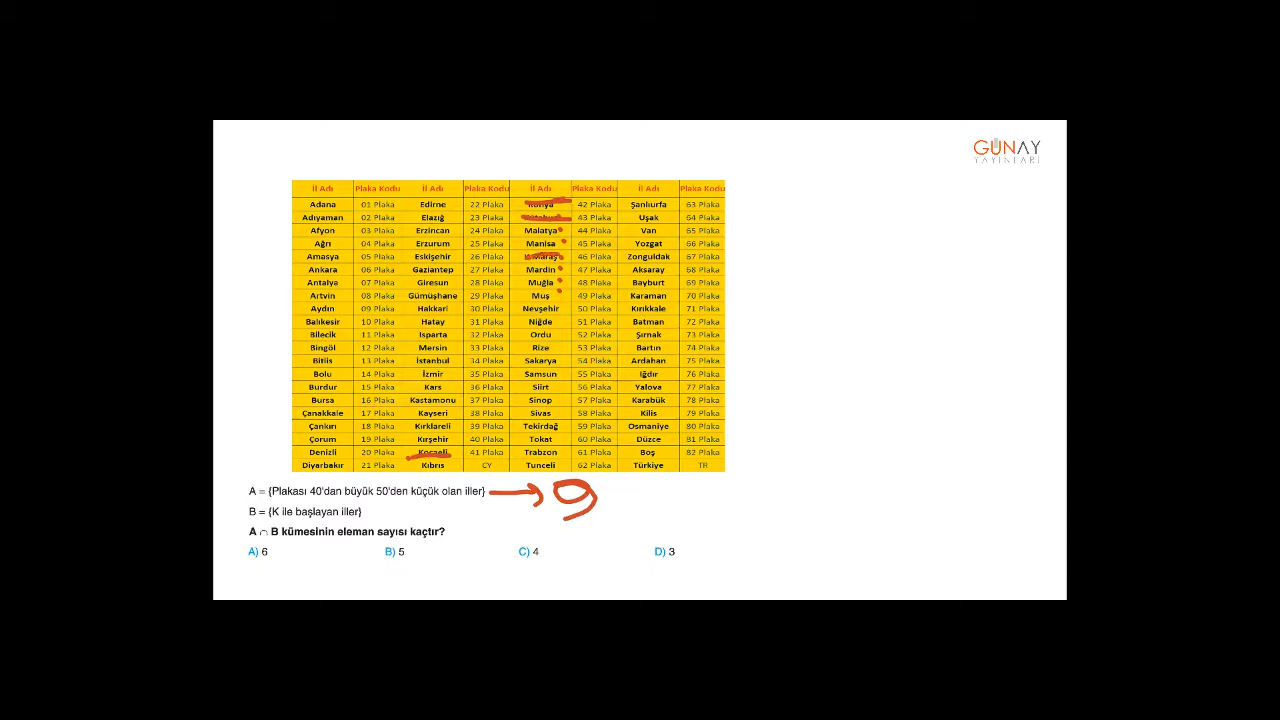 GÜNAY
YAYINLARI
İl Adı Plaka Kodu İl Adı Plaka Kodu İl Adı Plaka Kodu İl Adı Plaka Kodu
Adana 01 Plaka Edirne 22 Plaka Konya 42 Plaka Şanlıurfa 63 Plaka
Adıyaman 02 Plaka Elazığ 23 Plaka 43 Plaka Uşak 64 Plaka
Afyon 03 Plaka Erzincan 24 Plaka Malatya 44 Plaka Van 65 Plaka
Ağrı 04 Plaka Erzurum 25 Plaka Manisa 45 Plaka Yozgat 66 Plaka
Amasya 05 Plaka Eskişehir 26 Plaka K.Maraş 46 Plaka Zonguldak 67 Plaka
Ankara 06 Plaka Gaziantep 27 Plaka Mardin 47 Plaka Aksaray 68 Plaka
Antalya 07 Plaka Giresun 28 Plaka Muğla 48 Plaka Bayburt 69 Plaka
Artvin 08 Plaka Gümüşhane 29 Plaka Muş 49 Plaka Karaman 70 Plaka
Aydın 09 Plaka Hakkari 30 Plaka Nevşehir 50 Plaka Kırıkkale 71 Plaka
Balıkesir 10 Plaka Hatay 31 Plaka Niğde 51 Plaka Batman 72 Plaka
Bilecik 11 Plaka Isparta 32 Plaka Ordu 52 Plaka Şırnak 73 Plaka
Bingöl 12 Plaka Mersin 33 Plaka Rize 53 Plaka Bartın 74 Plaka
Bitlis 13 Plaka İstanbul 34 Plaka Sakarya 54 Plaka Ardahan 75 Plaka
Bolu 14 Plaka İzmir 35 Plaka Samsun 55 Plaka Iğdır 76 Plaka
Burdur 15 Plaka Kars 36 Plaka Siirt 56 Plaka Yalova 77 Plaka
Bursa 16 Plaka Kastamonu 37 Plaka Sinop 57 Plaka Karabük 78 Plaka
Çanakkale 17 Plaka Kayseri 38 Plaka Sivas 58 Plaka Kilis 79 Plaka
Çankırı 18 Plaka Kırklareli 39 Plaka Tekirdağ 59 Plaka Osmaniye 80 Plaka
Çorum 19 Plaka Kırşehir 40 Plaka Tokat 60 Plaka Düzce 81 Plaka
Denizli 20 Plaka Kocaeli 41 Plaka Trabzon 61 Plaka Boş 82 Plaka
Diyarbakır 21 Plaka Kıbrıs CY Tunceli 62 Plaka Türkiye TR
A = {Plakası 40'dan büyük 50'den küçük olan iller} → 9
B = {K ile başlayan iller}
A ∩ B kümesinin eleman sayısı kaçtır?
A) 6 B) 5 C) 4 D) 3